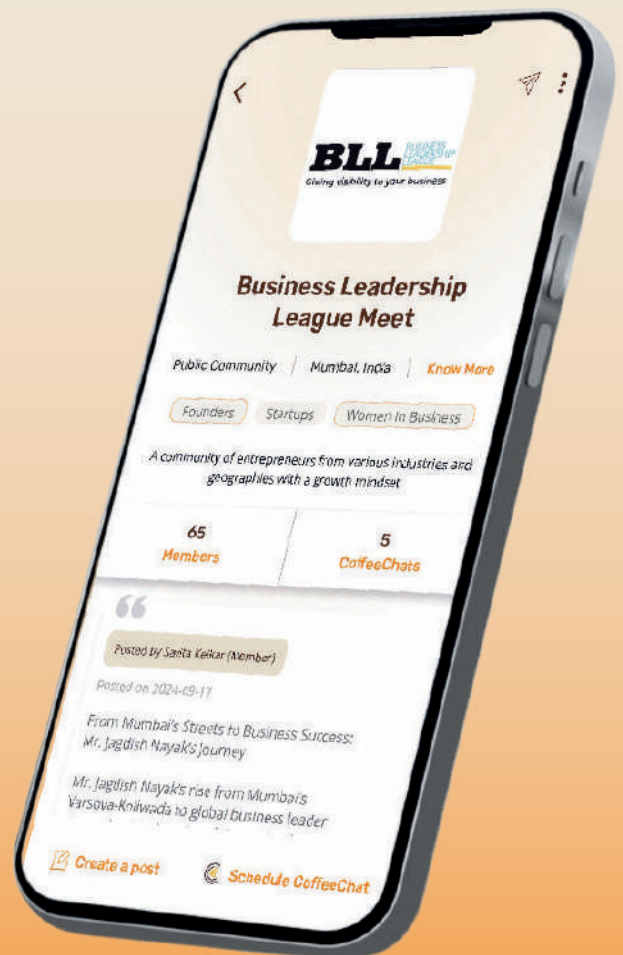 BLL BUSINESS
LEADERSHIP
LEAGUE
Giving visibility to your business
Business Leadership
League Meet
Public Community | Mumbai, India | Know More
Founders Startups Women In Business
A community of entrepreneurs from various industries and
geographies with a growth mindset
65 5
Members CoffeeChats
Posted by Sarita Kelkar (Member)
Posted on 2024-09-17
From Mumbai's Streets to Business Success:
Mr. Jagdish Nayak's Journey
Mr. Jagdish Nayak's rise from Mumbai's
Varsova-Koliwada to global business leader
Create a post Schedule CoffeeChat